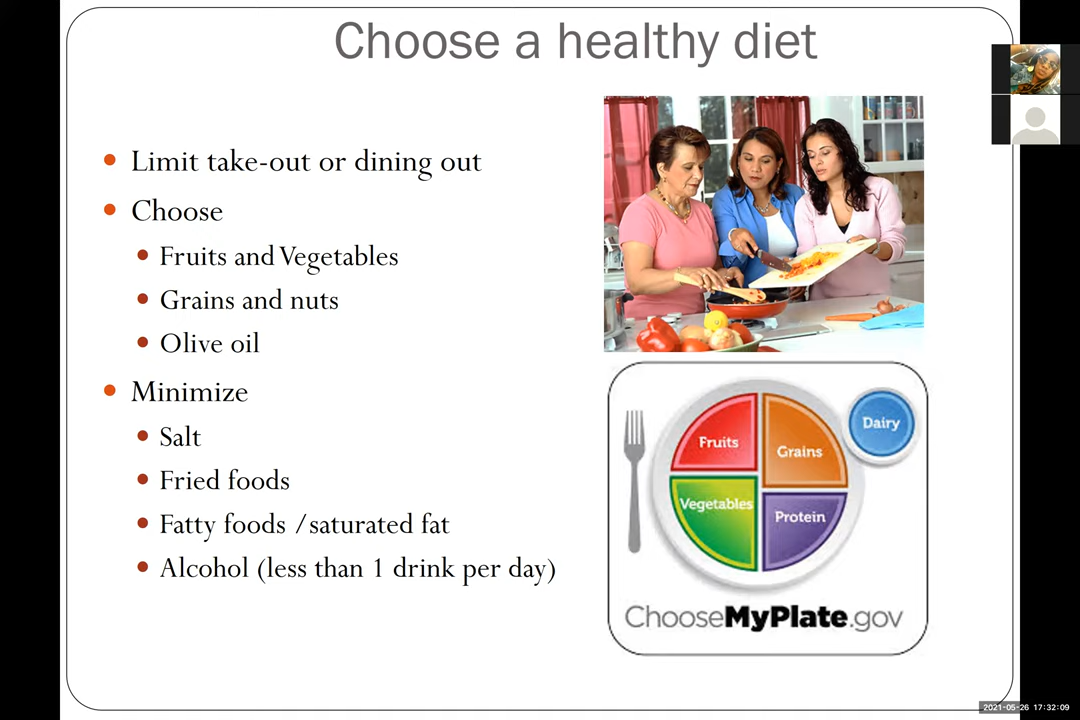 Choose a healthy diet
Limit take-out or dining out
Choose
Fruits and Vegetables
Grains and nuts
Olive oil
Minimize
Salt
Fried foods
Fatty foods /saturated fat
Alcohol (less than 1 drink per day)
Fruits
Grains
Dairy
Vegetables
Protein
ChooseMyPlate.gov
2021-05-26 17:32:09